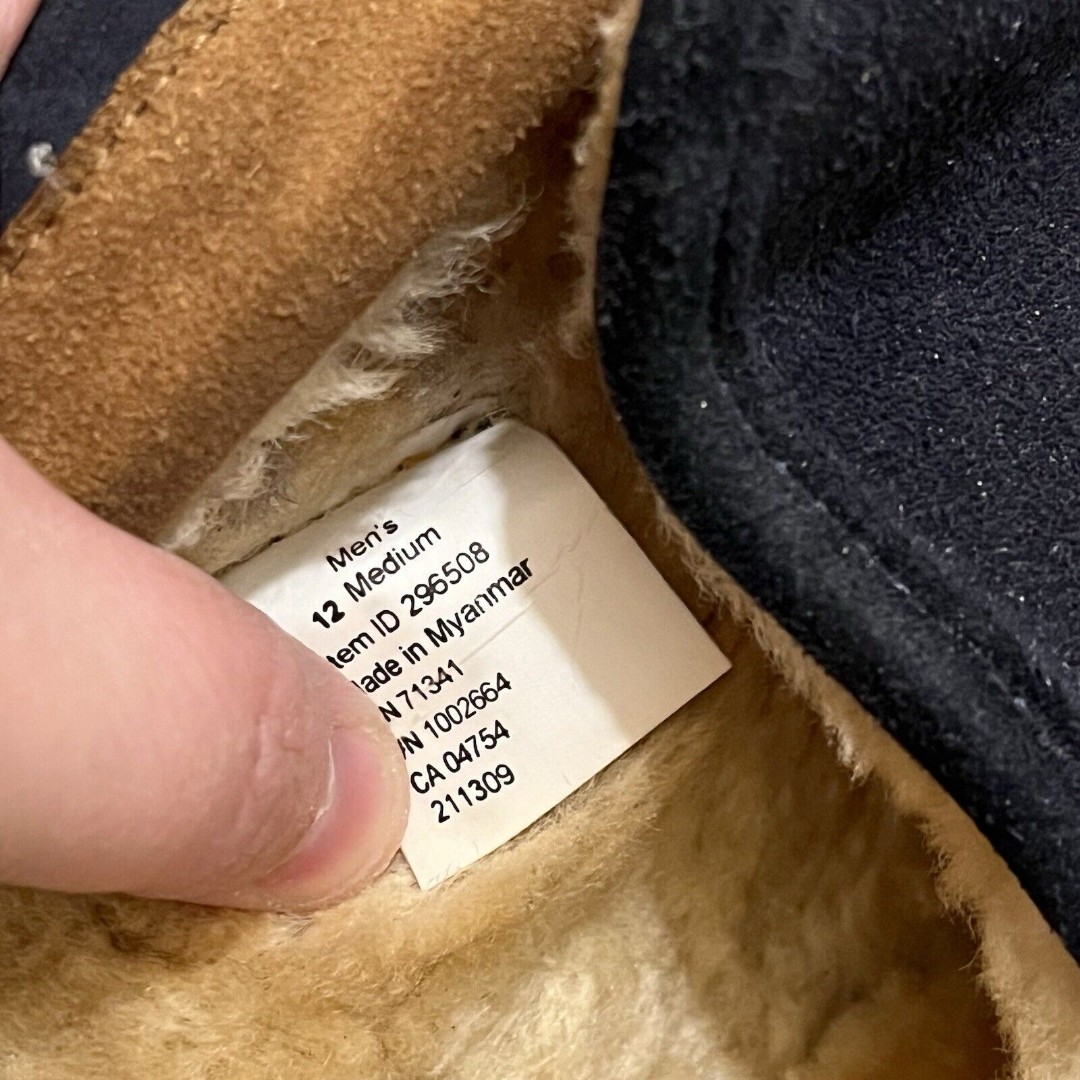 Men's
12 Medium
tem ID 296508
ade in Myanmar
N 71341
N 1002664
CA 04754
211309